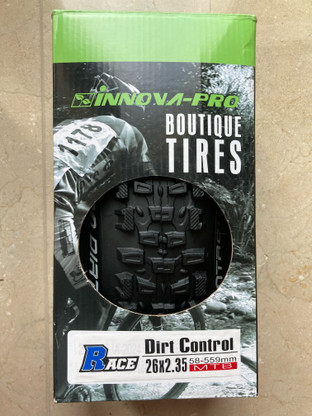 INNOVA-PRO
BOUTIQUE
TIRES
1178
RACE
Dirt Control
26x2.35 58-559mm
MTB